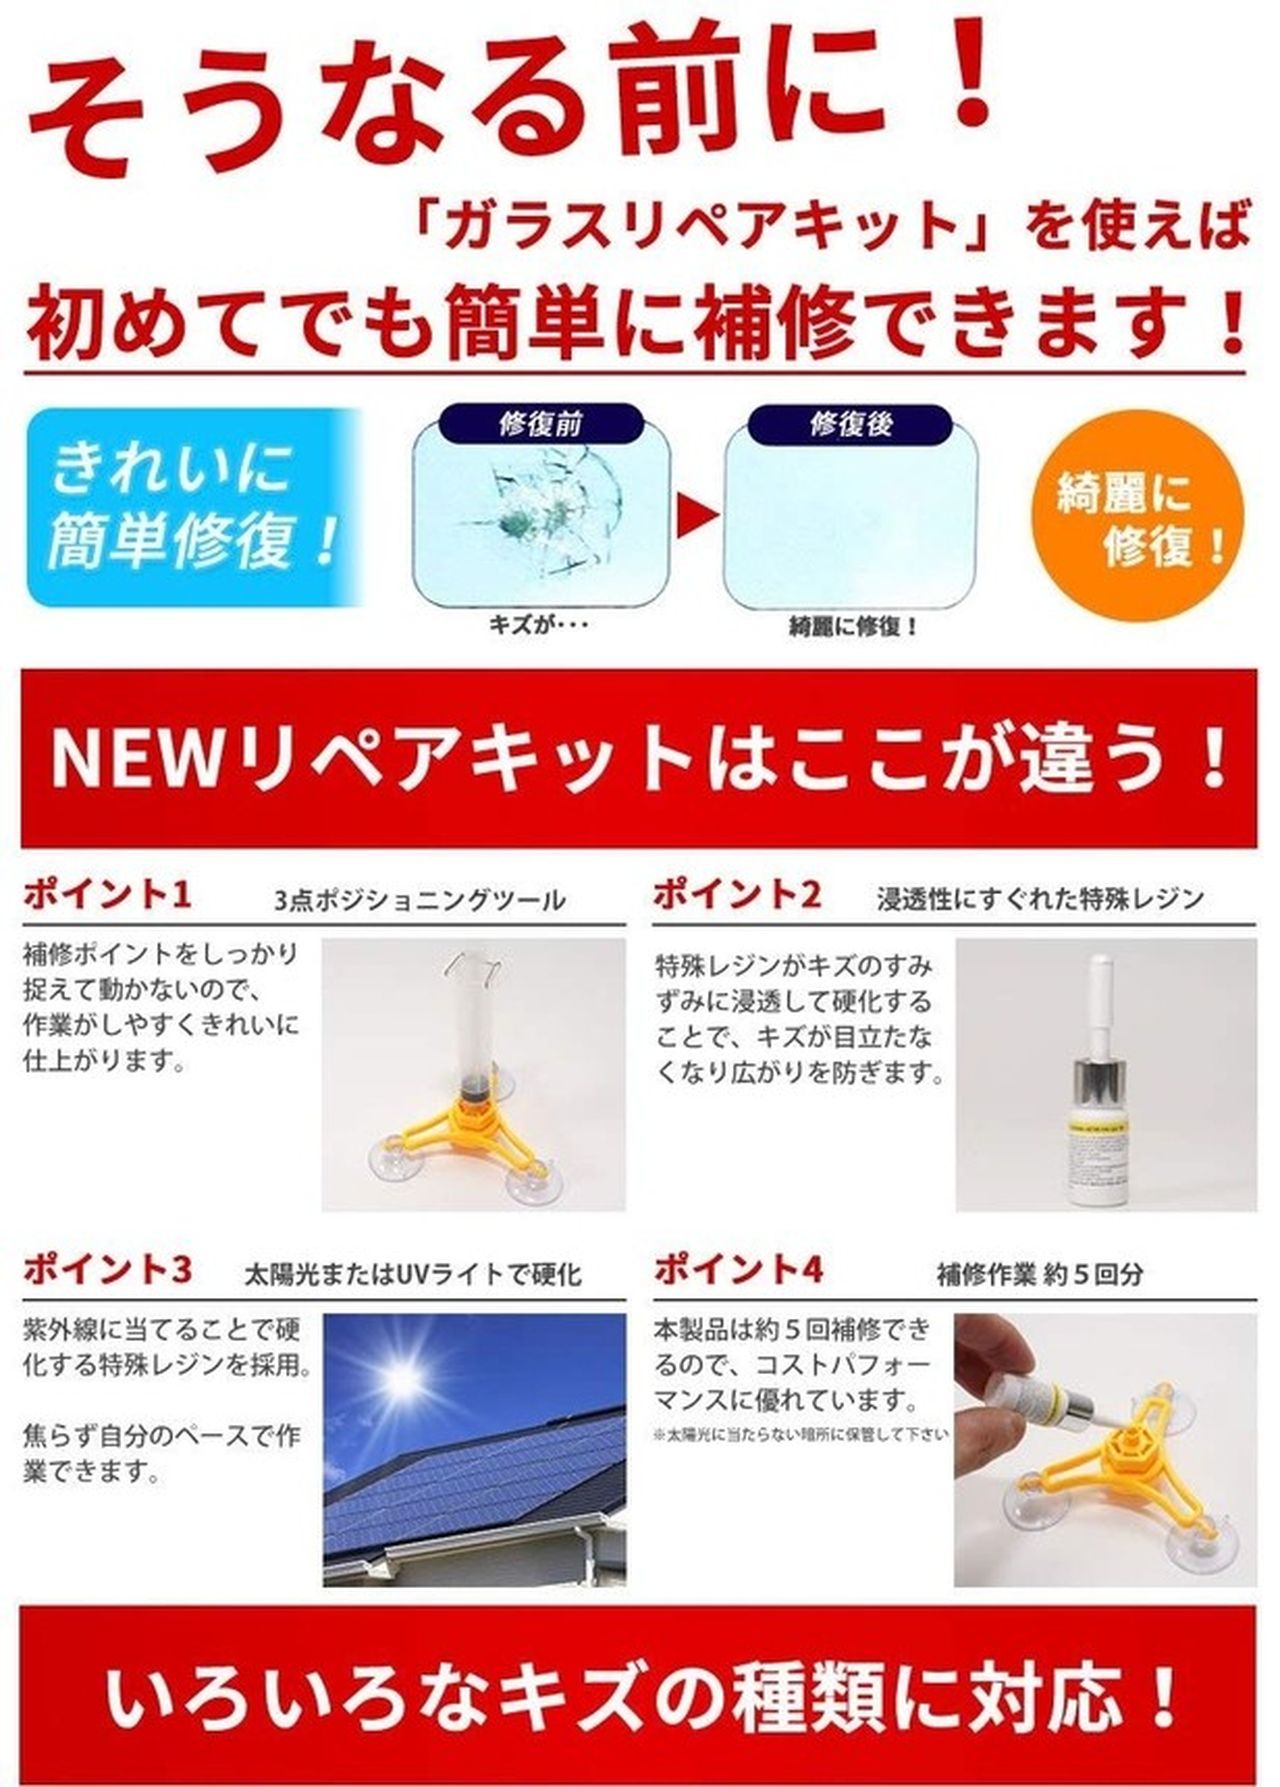 そうなる前に！
「ガラスリペアキット」を使えば
初めてでも簡単に補修できます！
きれいに
簡単修復！
修復前
キズが･･･
修復後
綺麗に修復！
綺麗に
修復！
NEWリペアキットはここが違う！
ポイント1
3点ポジショニングツール
補修ポイントをしっかり
捉えて動かないので、
作業がしやすくきれいに
仕上がります。
ポイント2
浸透性にすぐれた特殊レジン
特殊レジンがキズのすみ
ずみに浸透して硬化する
ことで、キズが目立たな
くなり広がりを防ぎます。
ポイント3
太陽光またはUVライトで硬化
紫外線に当てることで硬
化する特殊レジンを採用。
焦らず自分のペースで作
業できます。
ポイント4
補修作業 約５回分
本製品は約５回補修でき
るので、コストパフォー
マンスに優れています。
※太陽光に当たらない暗所に保管して下さい
いろいろなキズの種類に対応！